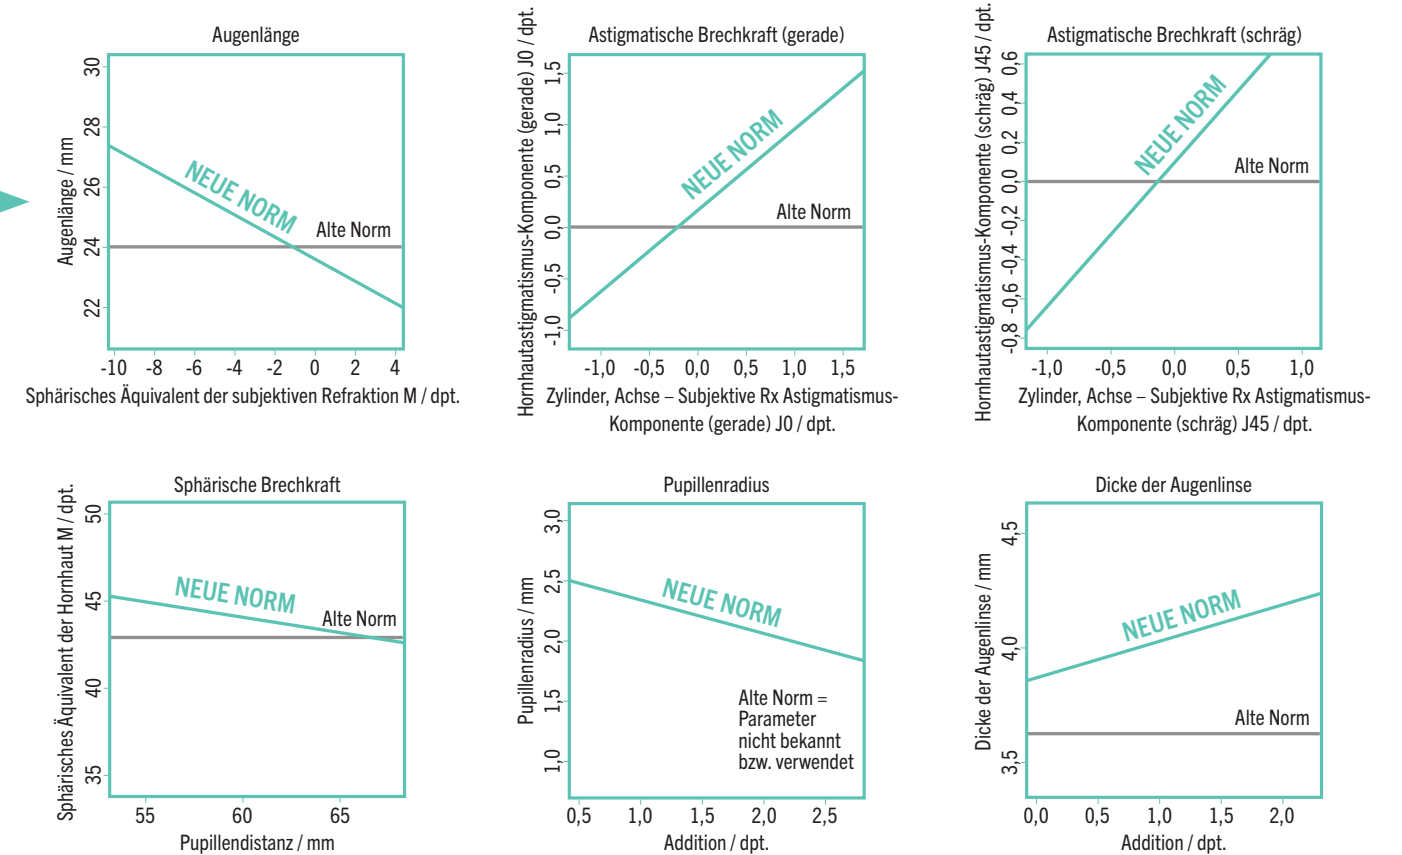 Augenlänge
Augenlänge / mm
30
28
26
24
22
NEUE NORM
Alte Norm
-10 -8 -6 -4 -2 0 2 4
Sphärisches Äquivalent der subjektiven Refraktion M / dpt.
Astigmatische Brechkraft (gerade)
Hornhautastigmatismus-Komponente (gerade) J0 / dpt.
1,5
1,0
0,5
0,0
-0,5
-1,0
NEUE NORM
Alte Norm
-1,0 -0,5 0,0 0,5 1,0 1,5
Zylinder, Achse – Subjektive Rx Astigmatismus-
Komponente (gerade) J0 / dpt.
Astigmatische Brechkraft (schräg)
Hornhautastigmatismus-Komponente (schräg) J45 / dpt.
0,6
0,4
0,2
0,0
-0,2
-0,4
-0,6
-0,8
NEUE NORM
Alte Norm
-1,0 -0,5 0,0 0,5 1,0
Zylinder, Achse – Subjektive Rx Astigmatismus-
Komponente (schräg) J45 / dpt.
Sphärische Brechkraft
Sphärisches Äquivalent der Hornhaut M / dpt.
50
45
40
35
NEUE NORM
Alte Norm
55 60 65
Pupillendistanz / mm
Pupillenradius
Pupillenradius / mm
3,0
2,5
2,0
1,5
1,0
NEUE NORM
Alte Norm =
Parameter
nicht bekannt
bzw. verwendet
0,5 1,0 1,5 2,0 2,5
Addition / dpt.
Dicke der Augenlinse
Dicke der Augenlinse / mm
4,5
4,0
3,5
NEUE NORM
Alte Norm
0,0 0,5 1,0 1,5 2,0
Addition / dpt.